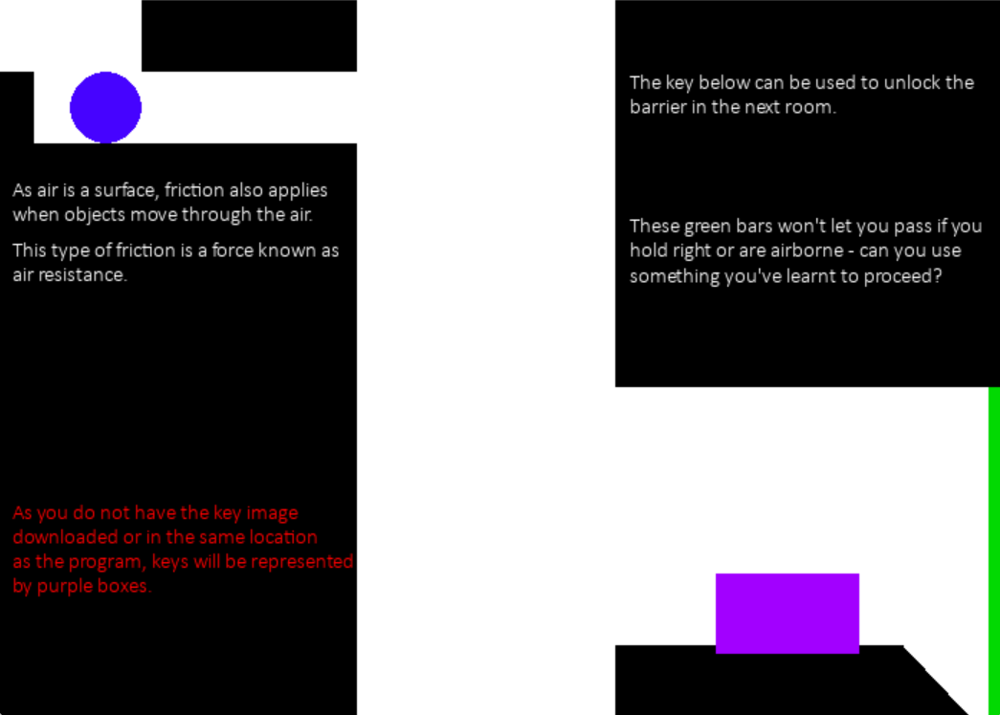 As air is a surface, friction also applies
when objects move through the air.
This type of friction is a force known as
air resistance.
As you do not have the key image
downloaded or in the same location
as the program, keys will be represented
by purple boxes.
The key below can be used to unlock the
barrier in the next room.
These green bars won't let you pass if you
hold right or are airborne - can you use
something you've learnt to proceed?